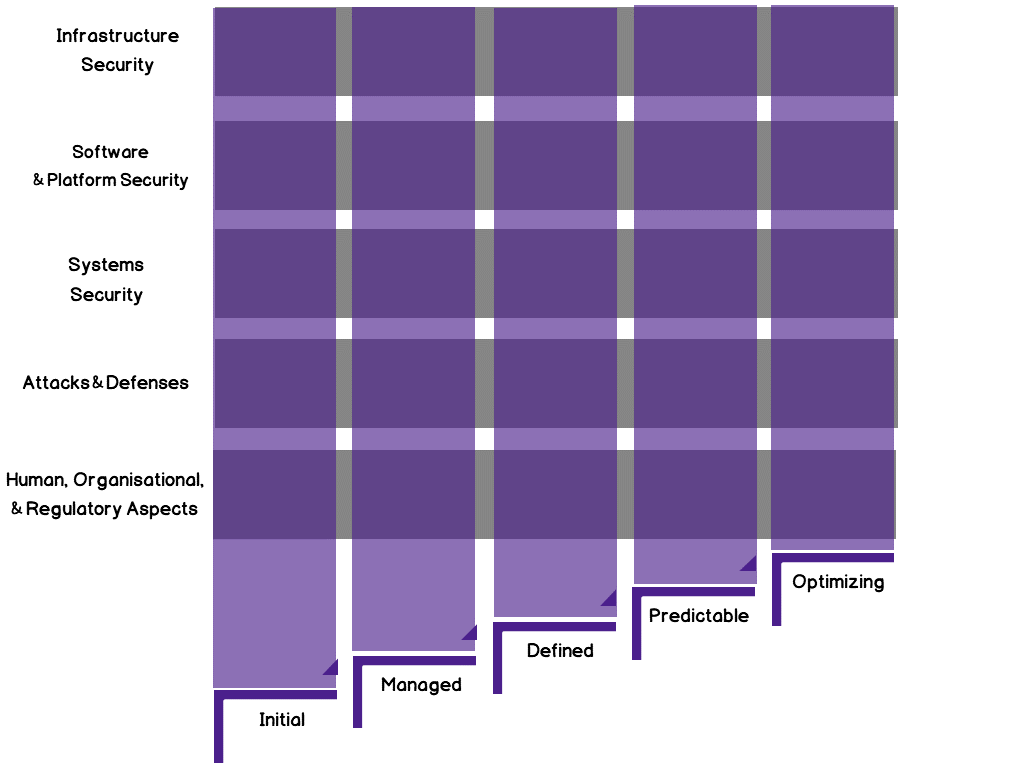 Infrastructure
Security
Software
& Platform Security
Systems
Security
Attacks & Defenses
Human, Organisational,
& Regulatory Aspects
Optimizing
Predictable
Defined
Managed
Initial